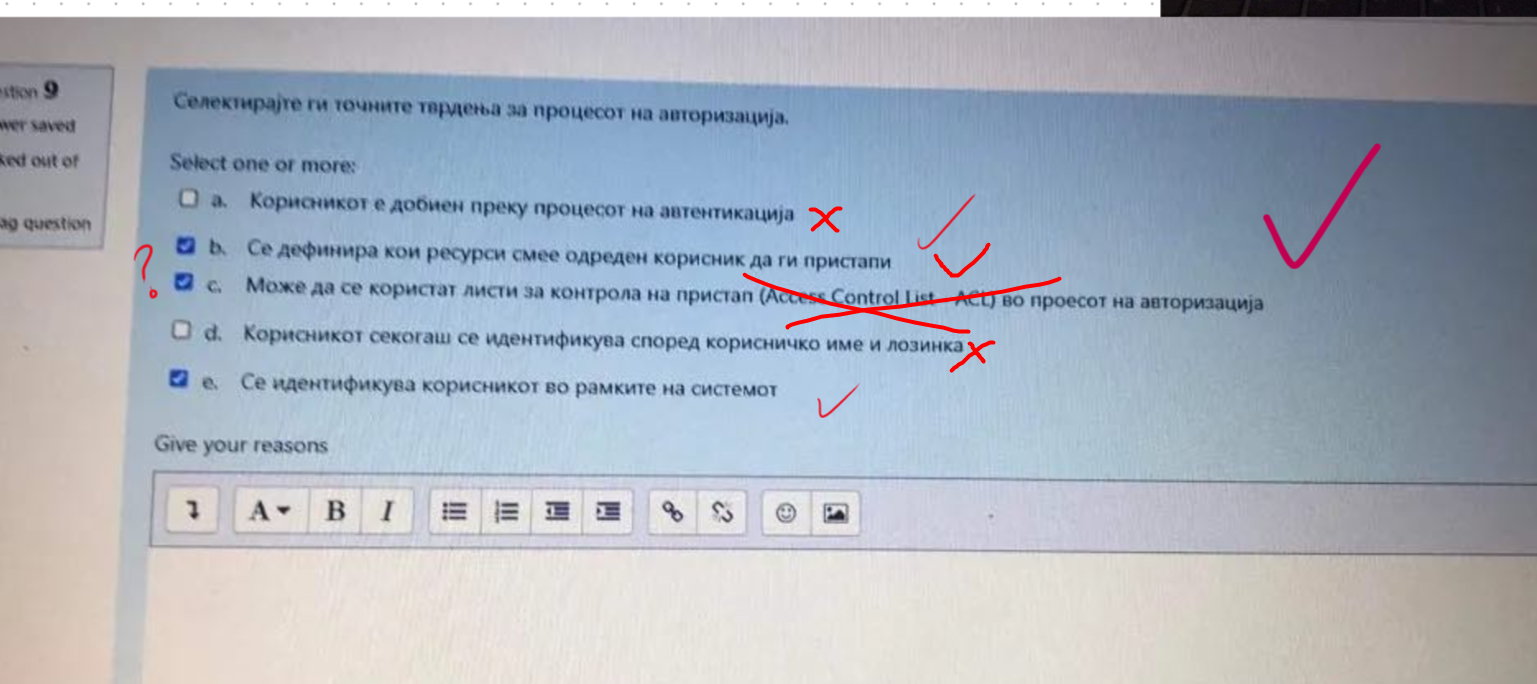 stion 9
wer saved
ked out of
ag question
Селектирајте ги точните тврдења за процесот на авторизација.
Select one or more:
a. Корисникот е добиен преку процесот на автентикација
b. Се дефинира кои ресурси смее одреден корисник да ги пристапи
?
c. Може да се користат листи за контрола на пристап (Access Control List - ACL) во проесот на авторизација
d. Корисникот секогаш се идентификува според корисничко име и лозинка
e. Се идентификува корисникот во рамките на системот
Give your reasons
A B I